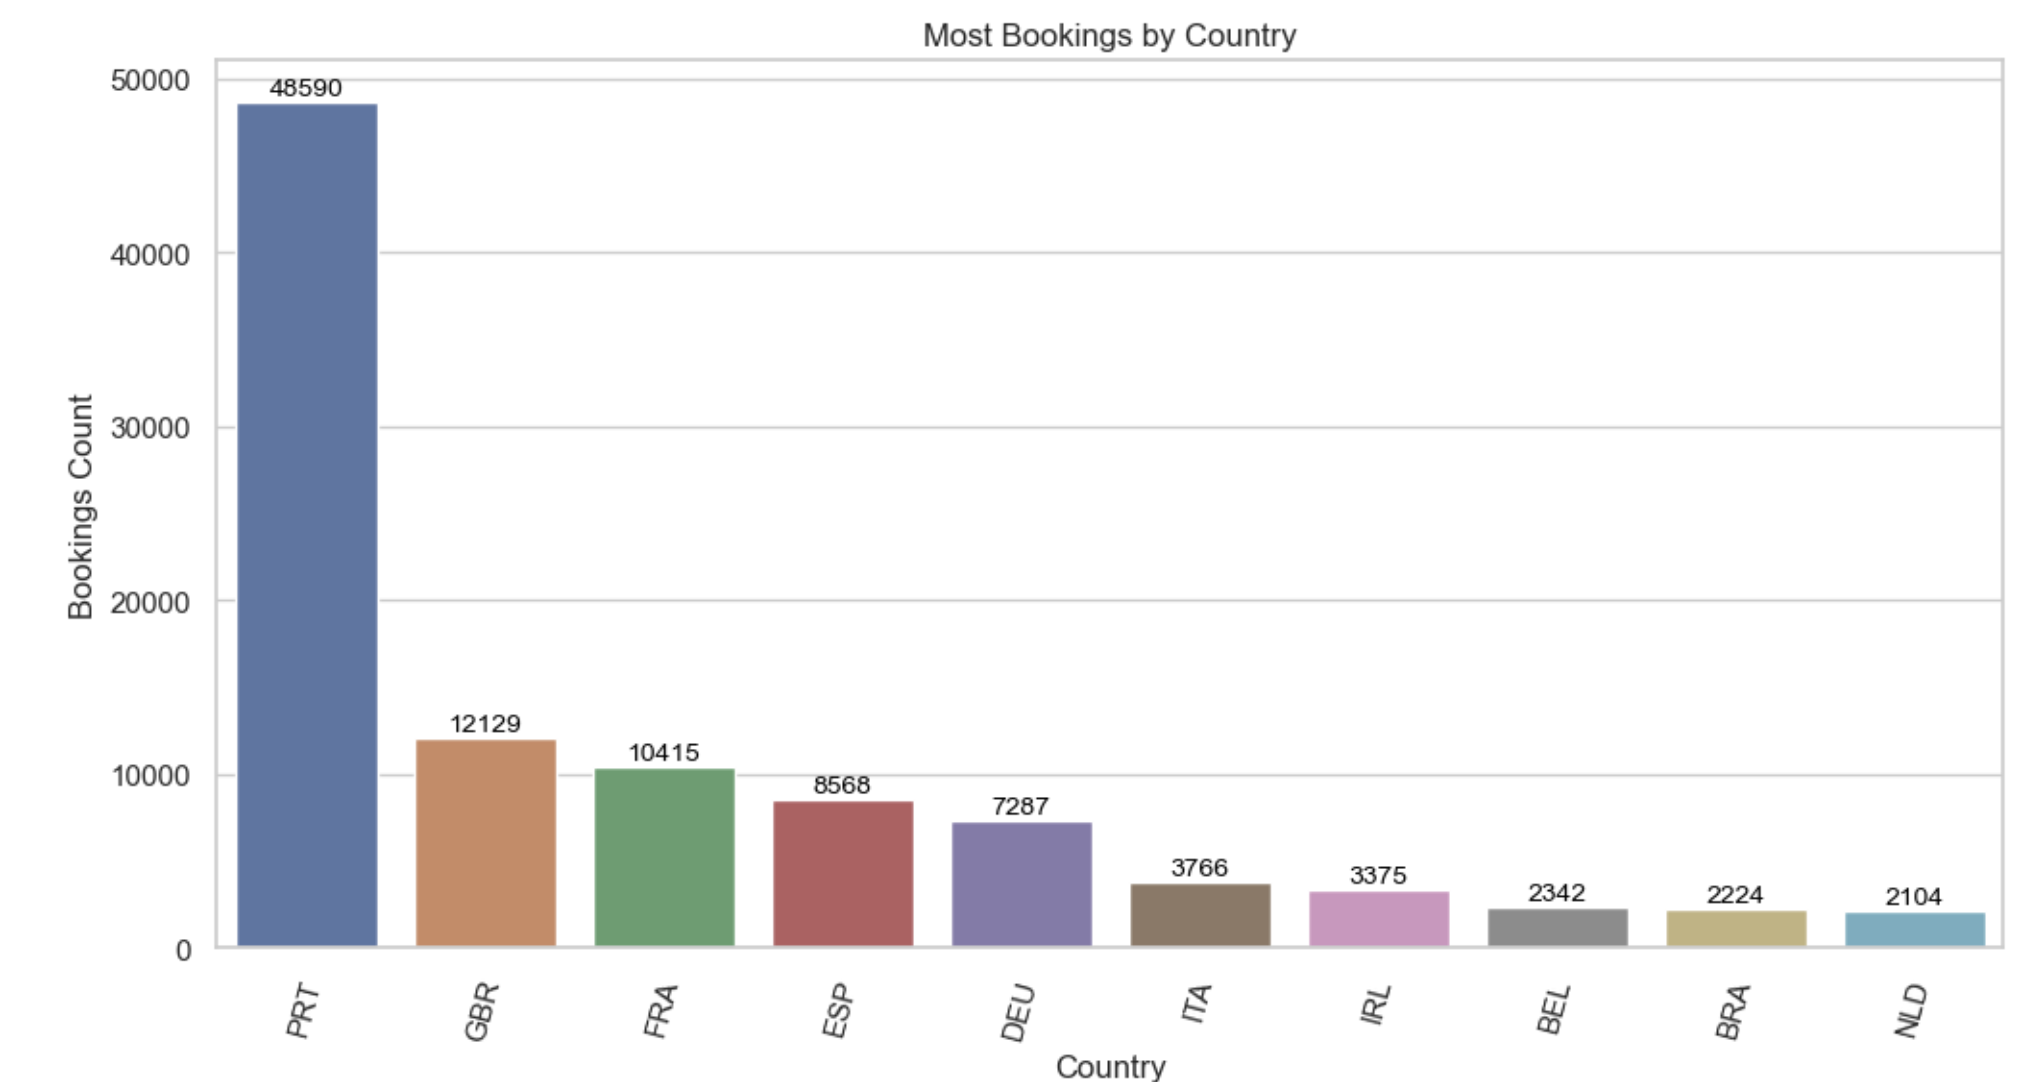 Most Bookings by Country
50000
40000
30000
20000
10000
0
Bookings Count
48590
12129
10415
8568
7287
3766
3375
2342
2224
2104
PRT
GBR
FRA
ESP
DEU
ITA
IRL
BEL
BRA
NLD
Country